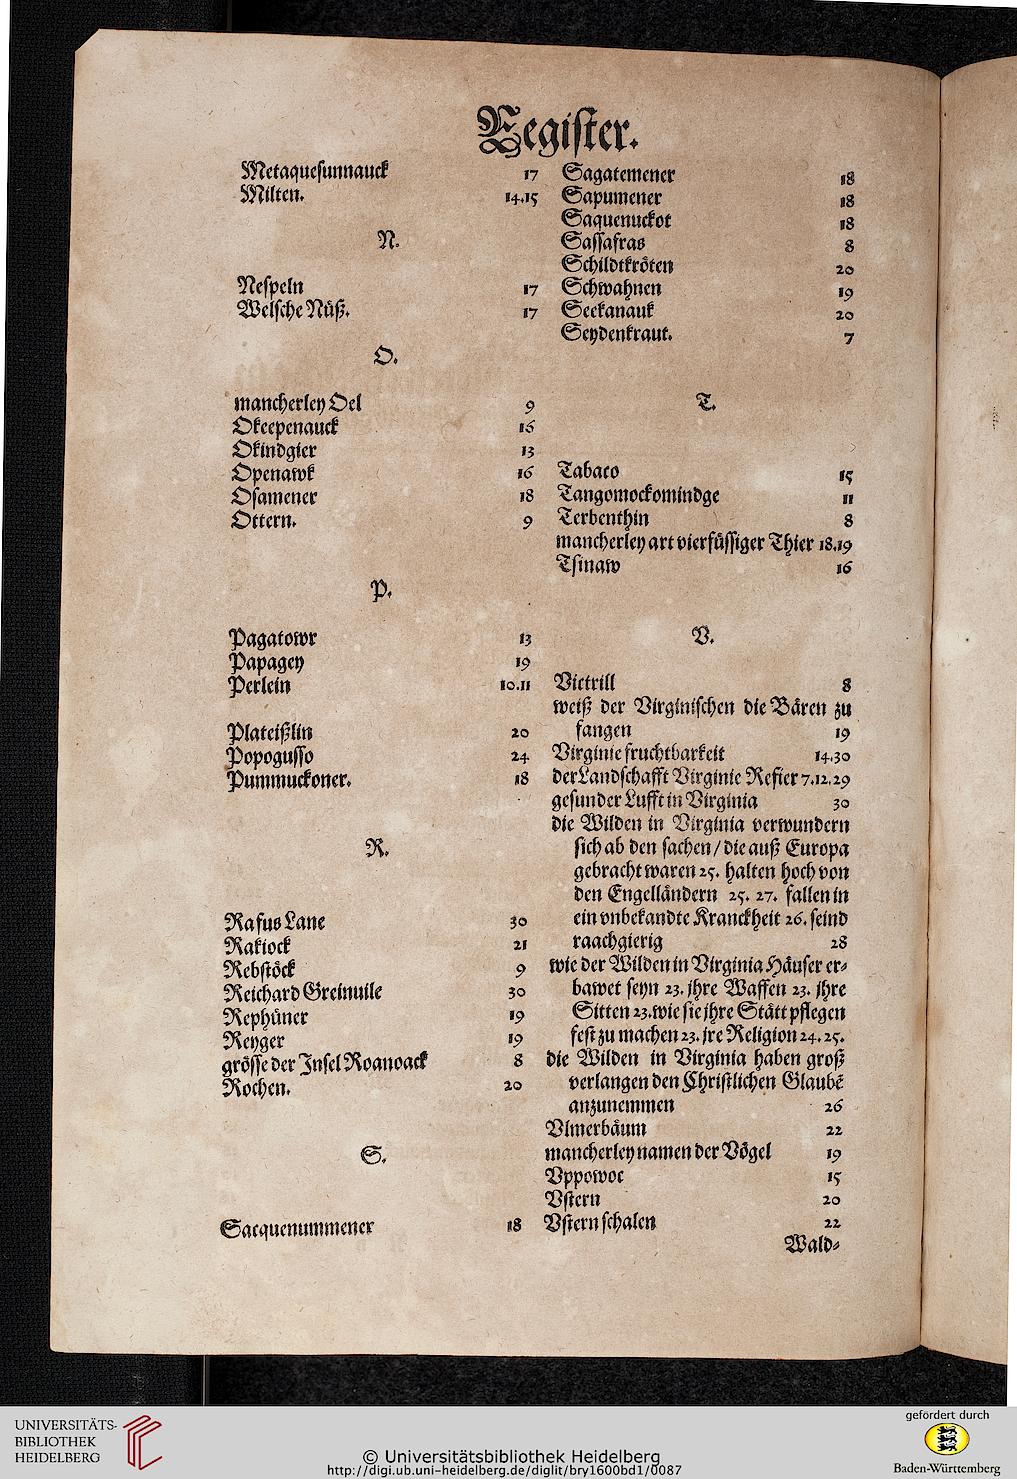 Register.
Metaquesunnauck 17
Milten. 14.15
N.
Nespeln 17
Welsche Nüß. 17
O.
mancherley Oel 9
Okeepenauck 16
Okindgier 13
Openawk 16
Osamener 18
Ottern. 9
P.
Pagatowr 13
Papagey 19
Perlein 10.11
Plateißlin 20
Popogusso 24
Pummuckoner. 18
R.
Rafus Lane 30
Rakiock 21
Rebstöck 9
Reichard Greinuile 30
Rephüner 19
Reyger 19
grösse der Insel Roanoack 8
Rochen. 20
S.
Sacquenummener 18
Sagatemener 18
Sapumener 18
Saquenuckot 18
Sassafras 8
Schildtkröten 20
Schwahnen 19
Seekanauk 20
Seydenkraut. 7
T.
Tabaco 15
Tangomockomindge 11
Terbenthin 8
mancherley art vierfüssiger Thier 18.19
Tsinaw 16
V.
Victrill 8
weiß der Virginischen die Bären zu
fangen 19
Virginie fruchtbarkeit 14.30
der Landschafft Virginie Refier 7.12.29
gesunder Lufft in Virginia 30
die Wilden in Virginia verwundern
sich ab den sachen / die auß Europa
gebracht waren 25. halten hoch von
den Engelländern 25. 27. fallen in
ein vnbekandte Kranckheit 26. seind
raachgierig 28
wie der Wilden in Virginia Häuser er-
bawet seyn 23. jhre Waffen 23. jhre
Sitten 23. wie sie jhre Stätt pflegen
fest zu machen 23. jre Religion 24. 25.
die Wilden in Virginia haben groß
verlangen den Christlichen Glaubē
anzunemmen 26
Vlmerbäum 22
mancherley namen der Vögel 19
Vppowoc 15
Vstern 20
Vstern schalen 22
Wald-
UNIVERSITÄTS-
BIBLIOTHEK
HEIDELBERG
© Universitätsbibliothek Heidelberg
http://digi.ub.uni-heidelberg.de/diglit/bry1600bd1/0087
gefördert durch
Baden-Württemberg